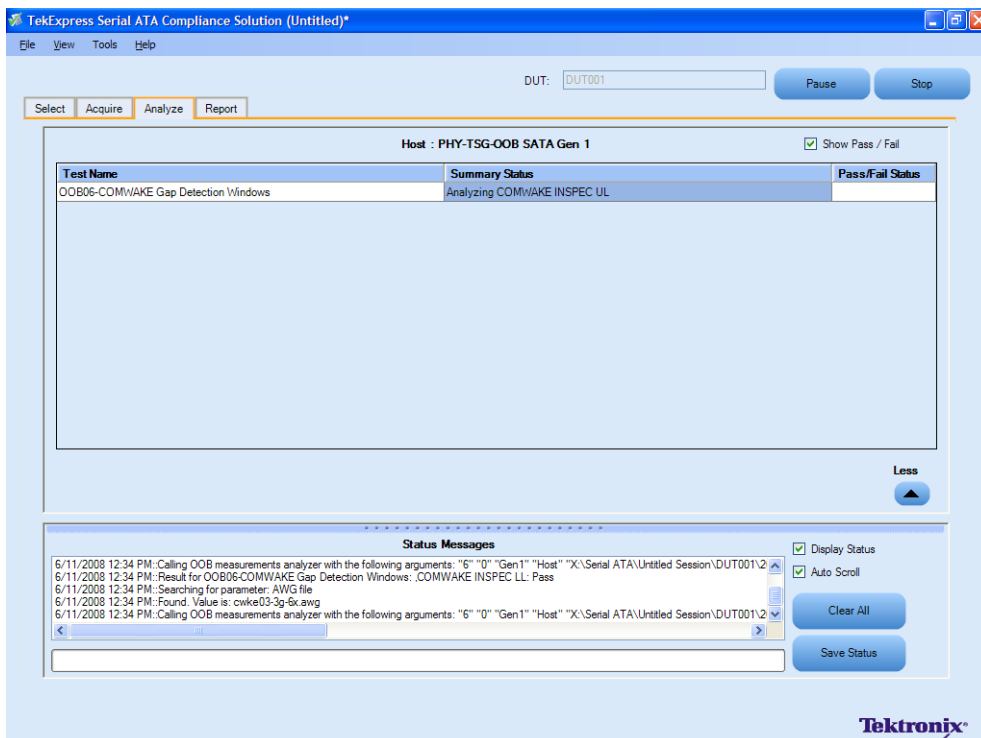 TekExpress Serial ATA Compliance Solution (Untitled)*
File View Tools Help
DUT: DUT001 Pause Stop
Select Acquire Analyze Report
Host : PHY-TSG-OOB SATA Gen 1 Show Pass / Fail
Test Name Summary Status Pass/Fail Status
OOB06-COMWAKE Gap Detection Windows Analyzing COMWAKE INSPEC UL
Less
Status Messages
Display Status
6/11/2008 12:34 PM::Calling OOB measurements analyzer with the following arguments: "6" "0" "Gen1" "Host" "X:\Serial ATA\Untitled Session\DUT001\2
6/11/2008 12:34 PM::Result for OOB06-COMWAKE Gap Detection Windows: ,COMWAKE INSPEC LL: Pass
Auto Scroll
6/11/2008 12:34 PM::Searching for parameter: AWG file
6/11/2008 12:34 PM::Found. Value is: cwke03-3g-6x.awg
6/11/2008 12:34 PM::Calling OOB measurements analyzer with the following arguments: "6" "0" "Gen1" "Host" "X:\Serial ATA\Untitled Session\DUT001\2
Clear All
Save Status
Tektronix